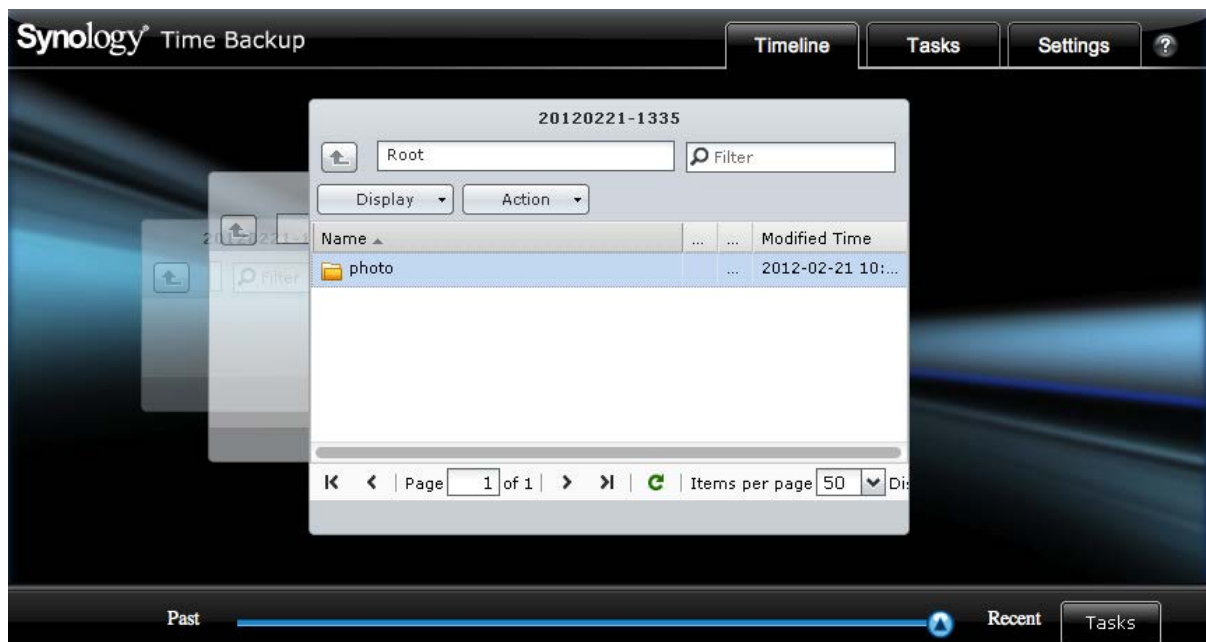 Synology Time Backup
Timeline
Tasks
Settings
?
20120221-1335
Root
Filter
Display
Action
Name
...
...
Modified Time
photo
...
2012-02-21 10:...
Filter
Page 1 of 1
Items per page 50
Past
Recent
Tasks